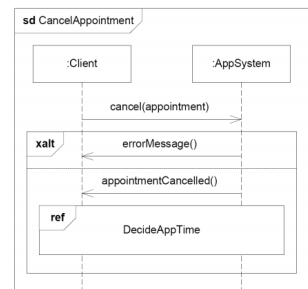 sd CancelAppointment
:Client
:AppSystem
cancel(appointment)
xalt
errorMessage()
appointmentCancelled()
ref
DecideAppTime